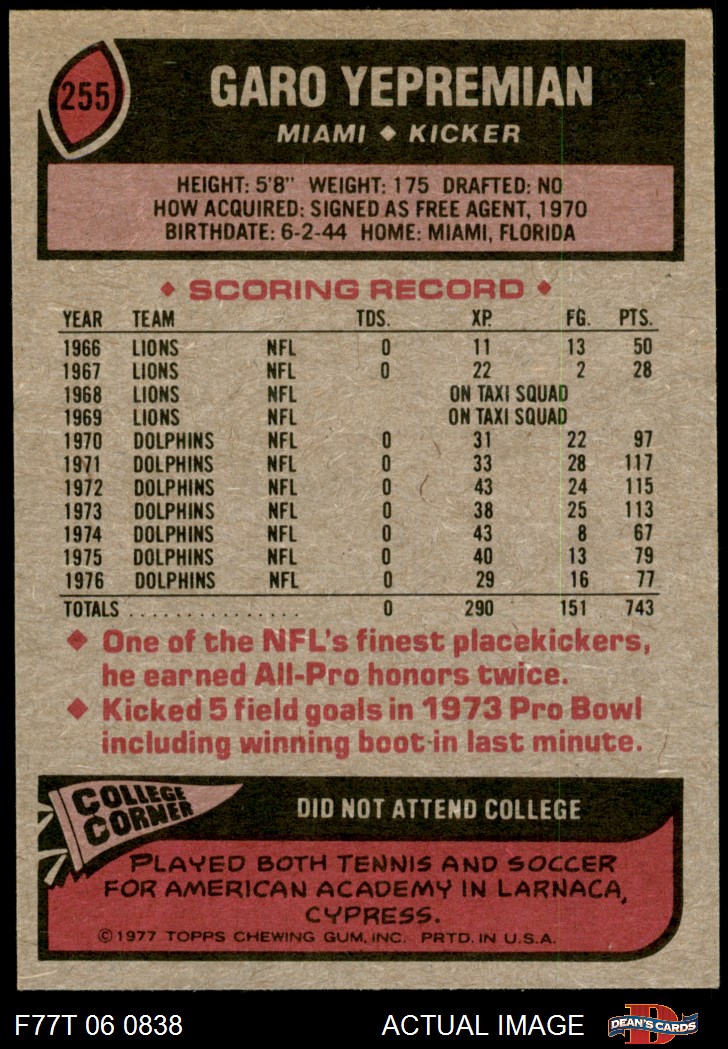 255
GARO YEPREMIAN
MIAMI ◆ KICKER
HEIGHT: 5'8" WEIGHT: 175 DRAFTED: NO
HOW ACQUIRED: SIGNED AS FREE AGENT, 1970
BIRTHDATE: 6-2-44 HOME: MIAMI, FLORIDA
◆ SCORING RECORD ◆
YEAR TEAM TDS. XP. FG. PTS.
1966 LIONS NFL 0 11 13 50
1967 LIONS NFL 0 22 2 28
1968 LIONS NFL ON TAXI SQUAD
1969 LIONS NFL ON TAXI SQUAD
1970 DOLPHINS NFL 0 31 22 97
1971 DOLPHINS NFL 0 33 28 117
1972 DOLPHINS NFL 0 43 24 115
1973 DOLPHINS NFL 0 38 25 113
1974 DOLPHINS NFL 0 43 8 67
1975 DOLPHINS NFL 0 40 13 79
1976 DOLPHINS NFL 0 29 16 77
TOTALS ................ 0 290 151 743
◆ One of the NFL's finest placekickers,
he earned All-Pro honors twice.
◆ Kicked 5 field goals in 1973 Pro Bowl
including winning boot in last minute.
COLLEGE
CORNER
DID NOT ATTEND COLLEGE
PLAYED BOTH TENNIS AND SOCCER
FOR AMERICAN ACADEMY IN LARNACA,
CYPRESS.
©1977 TOPPS CHEWING GUM, INC. PRTD. IN U.S.A.
F77T 06 0838 ACTUAL IMAGE
D
DEAN'S CARDS